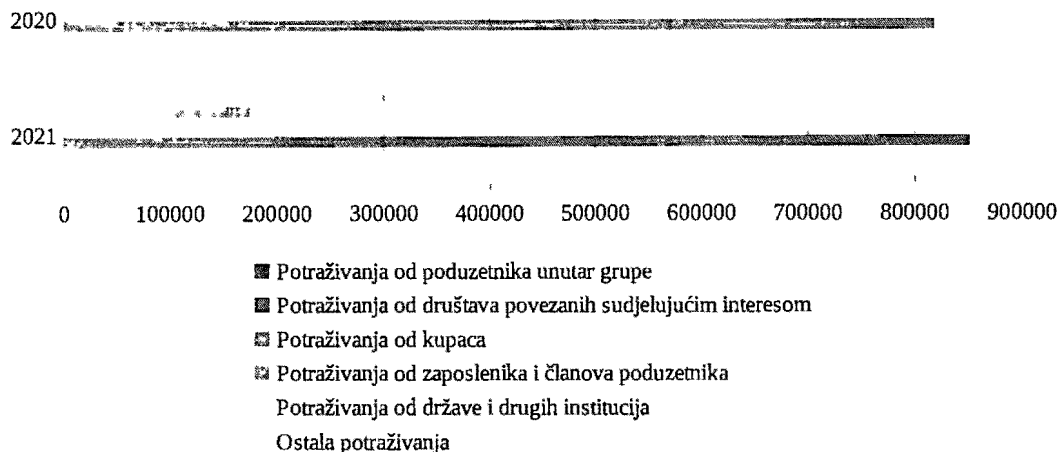 2020
2021
0 100000 200000 300000 400000 500000 600000 700000 800000 900000
Potraživanja od poduzetnika unutar grupe
Potraživanja od društava povezanih sudjelujućim interesom
Potraživanja od kupaca
Potraživanja od zaposlenika i članova poduzetnika
Potraživanja od države i drugih institucija
Ostala potraživanja